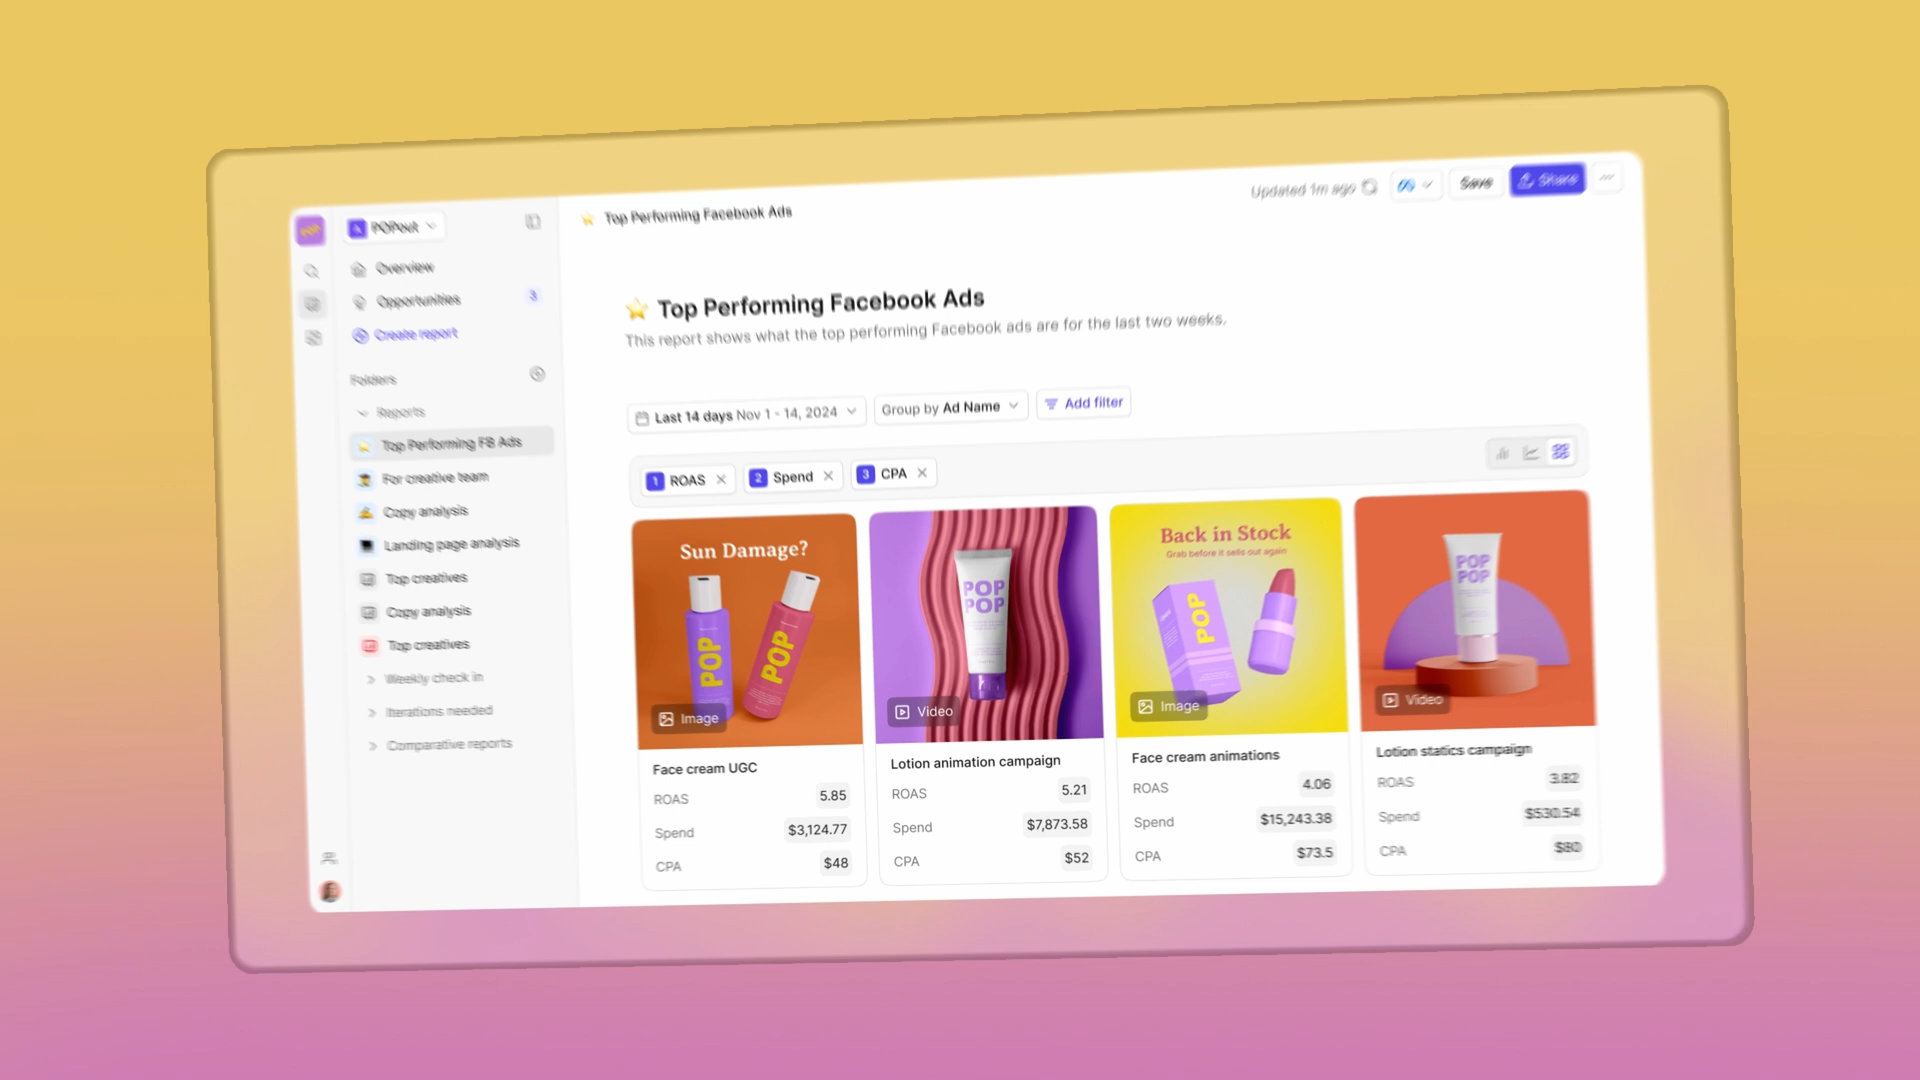 POP
POPout
Overview
Opportunities 3
Create report
Folders
Reports
Top Performing FB Ads
For creative team
Copy analysis
Landing page analysis
Top creatives
Copy analysis
Top creatives
Weekly check in
Iterations needed
Comparative reports
Top Performing Facebook Ads
Updated 1m ago
Save
Share
Top Performing Facebook Ads
This report shows what the top performing Facebook ads are for the last two weeks.
Last 14 days Nov 1 - 14, 2024
Group by Ad Name
Add filter
1 ROAS
2 Spend
3 CPA
Sun Damage?
POP
POP
Image
Face cream UGC
ROAS 5.85
Spend $3,124.77
CPA $48
POP
POP
Video
Lotion animation campaign
ROAS 5.21
Spend $7,873.58
CPA $52
Back in Stock
Grab before it sells out again
POP
Image
Face cream animations
ROAS 4.06
Spend $15,243.38
CPA $73.5
POP
POP
Video
Lotion statics campaign
ROAS 3.82
Spend $530.54
CPA $80